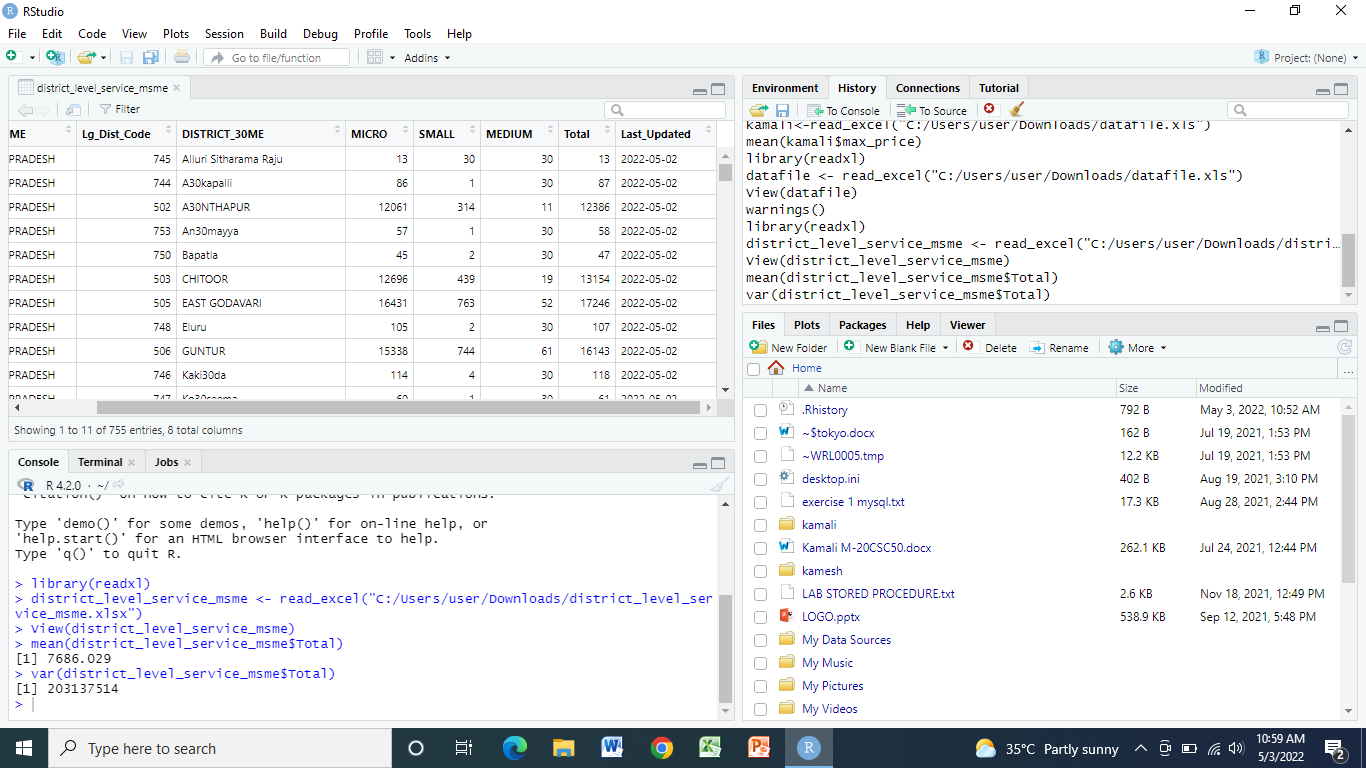 RStudio
File Edit Code View Plots Session Build Debug Profile Tools Help
Go to file/function Addins Project: (None)
district_level_service_msme
Filter
ME Lg_Dist_Code DISTRICT_30ME MICRO SMALL MEDIUM Total Last_Updated
PRADESH 745 Alluri Sitharama Raju 13 30 30 13 2022-05-02
PRADESH 744 A30kapalli 86 1 30 87 2022-05-02
PRADESH 502 A30NTHAPUR 12061 314 11 12386 2022-05-02
PRADESH 753 An30mayya 57 1 30 58 2022-05-02
PRADESH 750 Bapatla 45 2 30 47 2022-05-02
PRADESH 503 CHITOOR 12696 439 19 13154 2022-05-02
PRADESH 505 EAST GODAVARI 16431 763 52 17246 2022-05-02
PRADESH 748 Eluru 105 2 30 107 2022-05-02
PRADESH 506 GUNTUR 15338 744 61 16143 2022-05-02
PRADESH 746 Kaki30da 114 4 30 118 2022-05-02
Showing 1 to 11 of 755 entries, 8 total columns
Console Terminal Jobs
R 4.2.0 · ~/
'citation()' on how to cite R or R packages in publications.
Type 'demo()' for some demos, 'help()' for on-line help, or
'help.start()' for an HTML browser interface to help.
Type 'q()' to quit R.
> library(readxl)
> district_level_service_msme <- read_excel("C:/Users/user/Downloads/district_level_ser
vice_msme.xlsx")
> View(district_level_service_msme)
> mean(district_level_service_msme$Total)
[1] 7686.029
> var(district_level_service_msme$Total)
[1] 203137514
>
Environment History Connections Tutorial
To Console To Source
kamali<-read_excel("C:/Users/user/Downloads/datafile.xls")
mean(kamali$max_price)
library(readxl)
datafile <- read_excel("C:/Users/user/Downloads/datafile.xls")
View(datafile)
warnings()
library(readxl)
district_level_service_msme <- read_excel("C:/Users/user/Downloads/distri...
View(district_level_service_msme)
mean(district_level_service_msme$Total)
var(district_level_service_msme$Total)
Files Plots Packages Help Viewer
New Folder New Blank File Delete Rename More
Home ...
Name Size Modified
.Rhistory 792 B May 3, 2022, 10:52 AM
~$tokyo.docx 162 B Jul 19, 2021, 1:53 PM
~WRL0005.tmp 12.2 KB Jul 19, 2021, 1:53 PM
desktop.ini 402 B Aug 19, 2021, 3:10 PM
exercise 1 mysql.txt 17.3 KB Aug 28, 2021, 2:44 PM
kamali
Kamali M-20CSC50.docx 262.1 KB Jul 24, 2021, 12:44 PM
kamesh
LAB STORED PROCEDURE.txt 2.6 KB Nov 18, 2021, 12:49 PM
LOGO.pptx 538.9 KB Sep 12, 2021, 5:48 PM
My Data Sources
My Music
My Pictures
My Videos
Type here to search
35°C Partly sunny
10:59 AM
5/3/2022
2